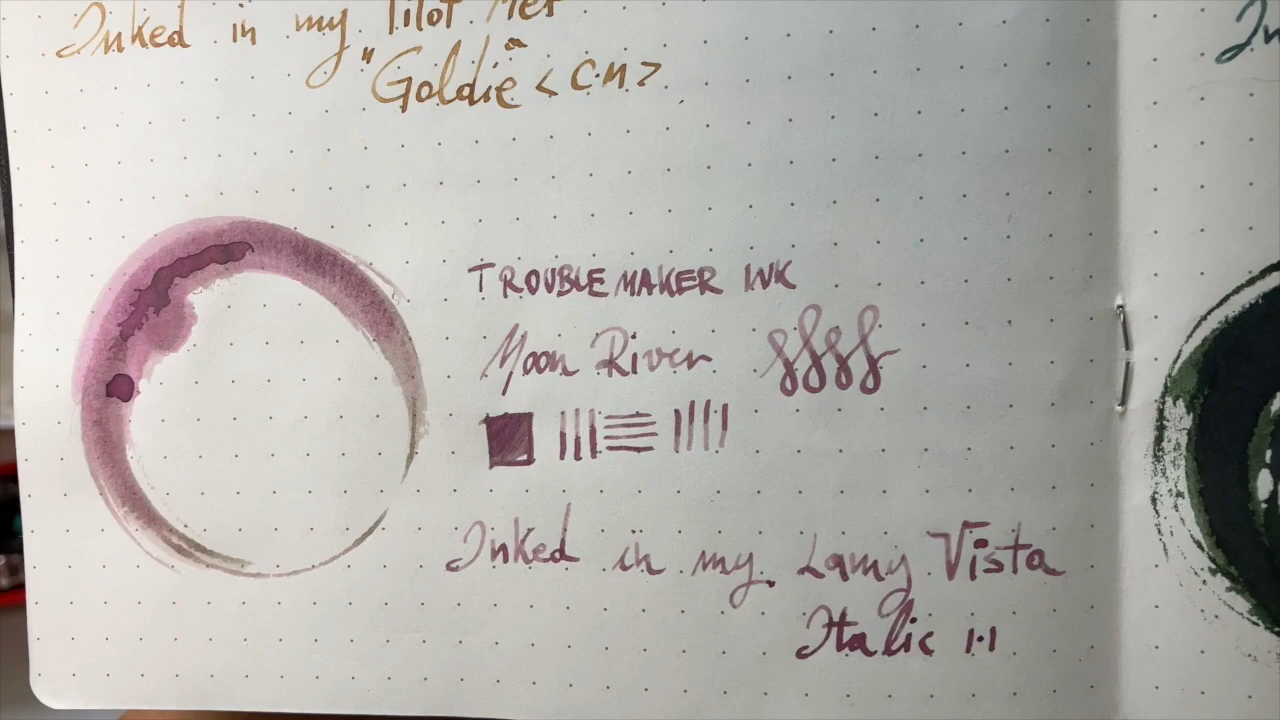 Inked in my Pilot Met
"Goldie" <CM>
TROUBLEMAKER INK
Moon River
Inked in my Lamy Vista
Italic 1.1
In